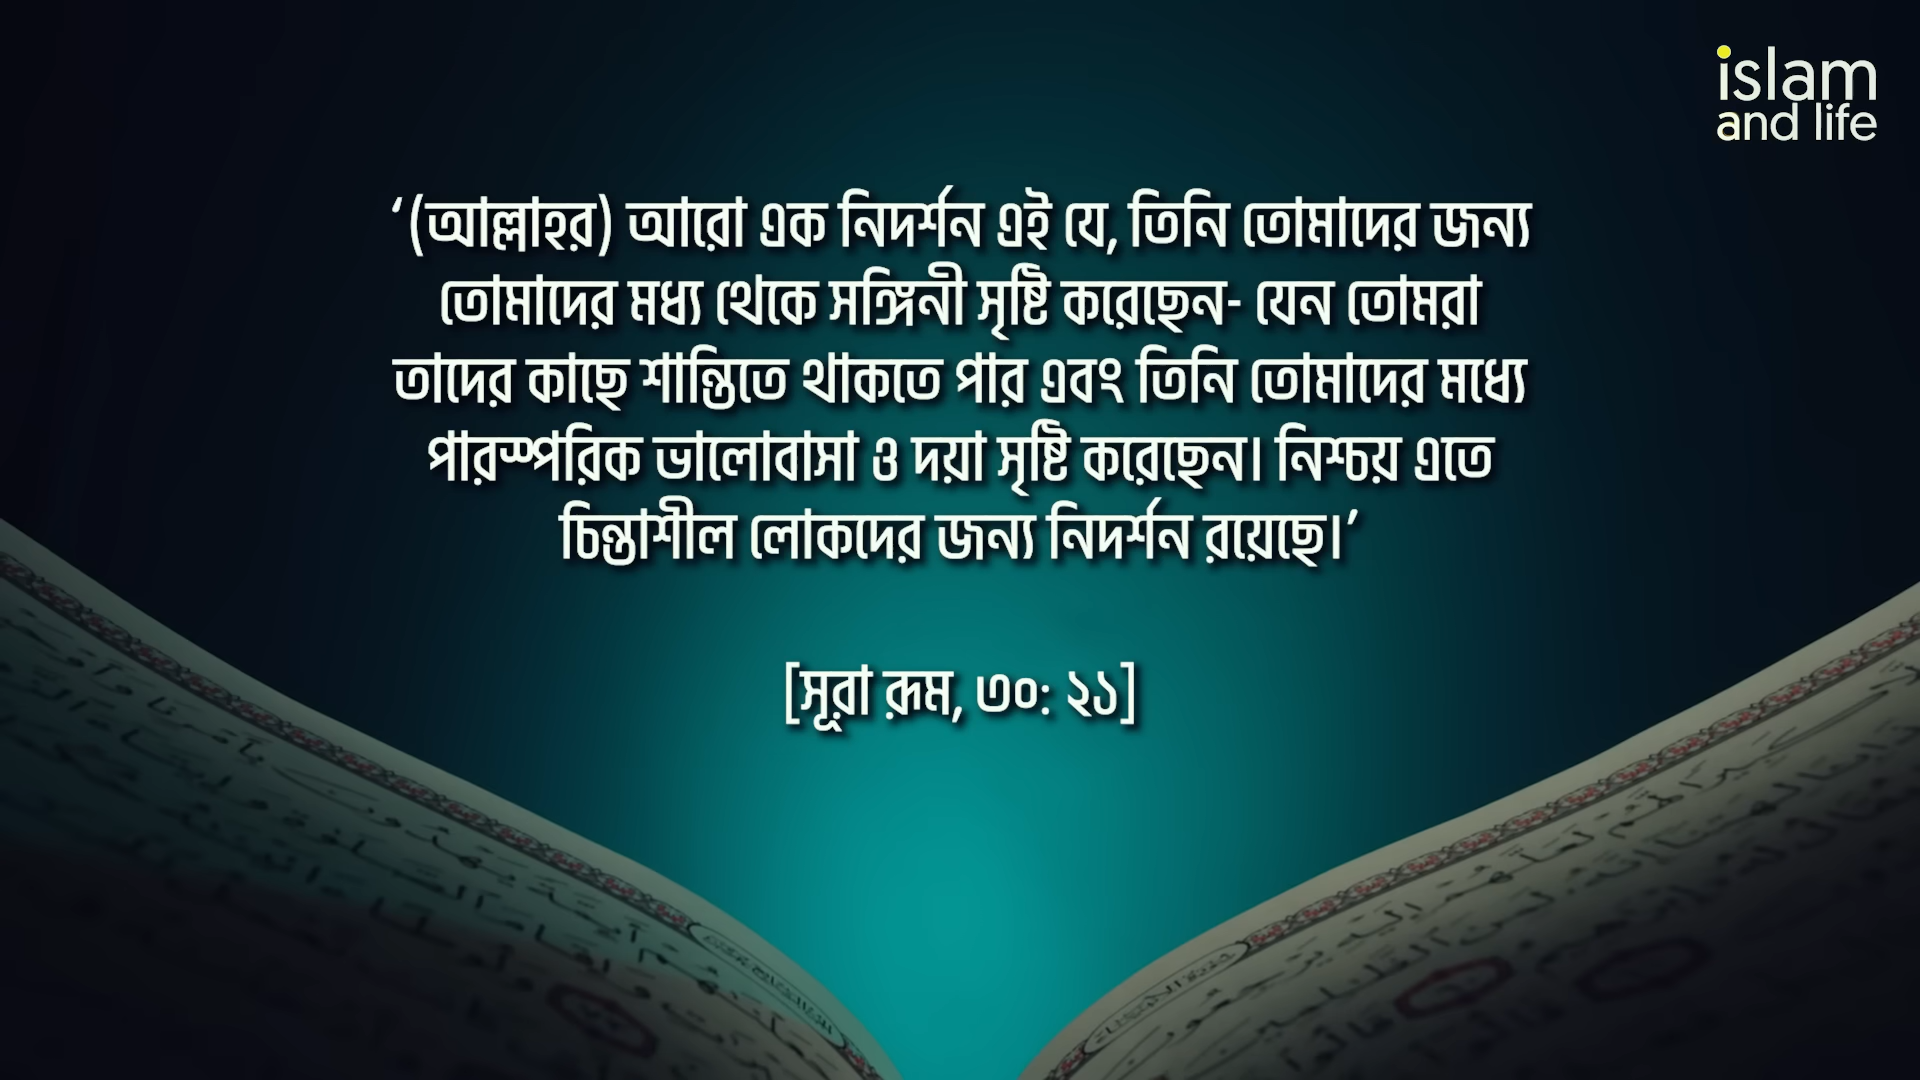 islam
and life
‘(আল্লাহর) আরো এক নিদর্শন এই যে, তিনি তোমাদের জন্য
তোমাদের মধ্য থেকে সঙ্গিনী সৃষ্টি করেছেন- যেন তোমরা
তাদের কাছে শান্তিতে থাকতে পার এবং তিনি তোমাদের মধ্যে
পারস্পরিক ভালোবাসা ও দয়া সৃষ্টি করেছেন। নিশ্চয় এতে
চিন্তাশীল লোকদের জন্য নিদর্শন রয়েছে।’
[সূরা রূম, ৩০: ২১]